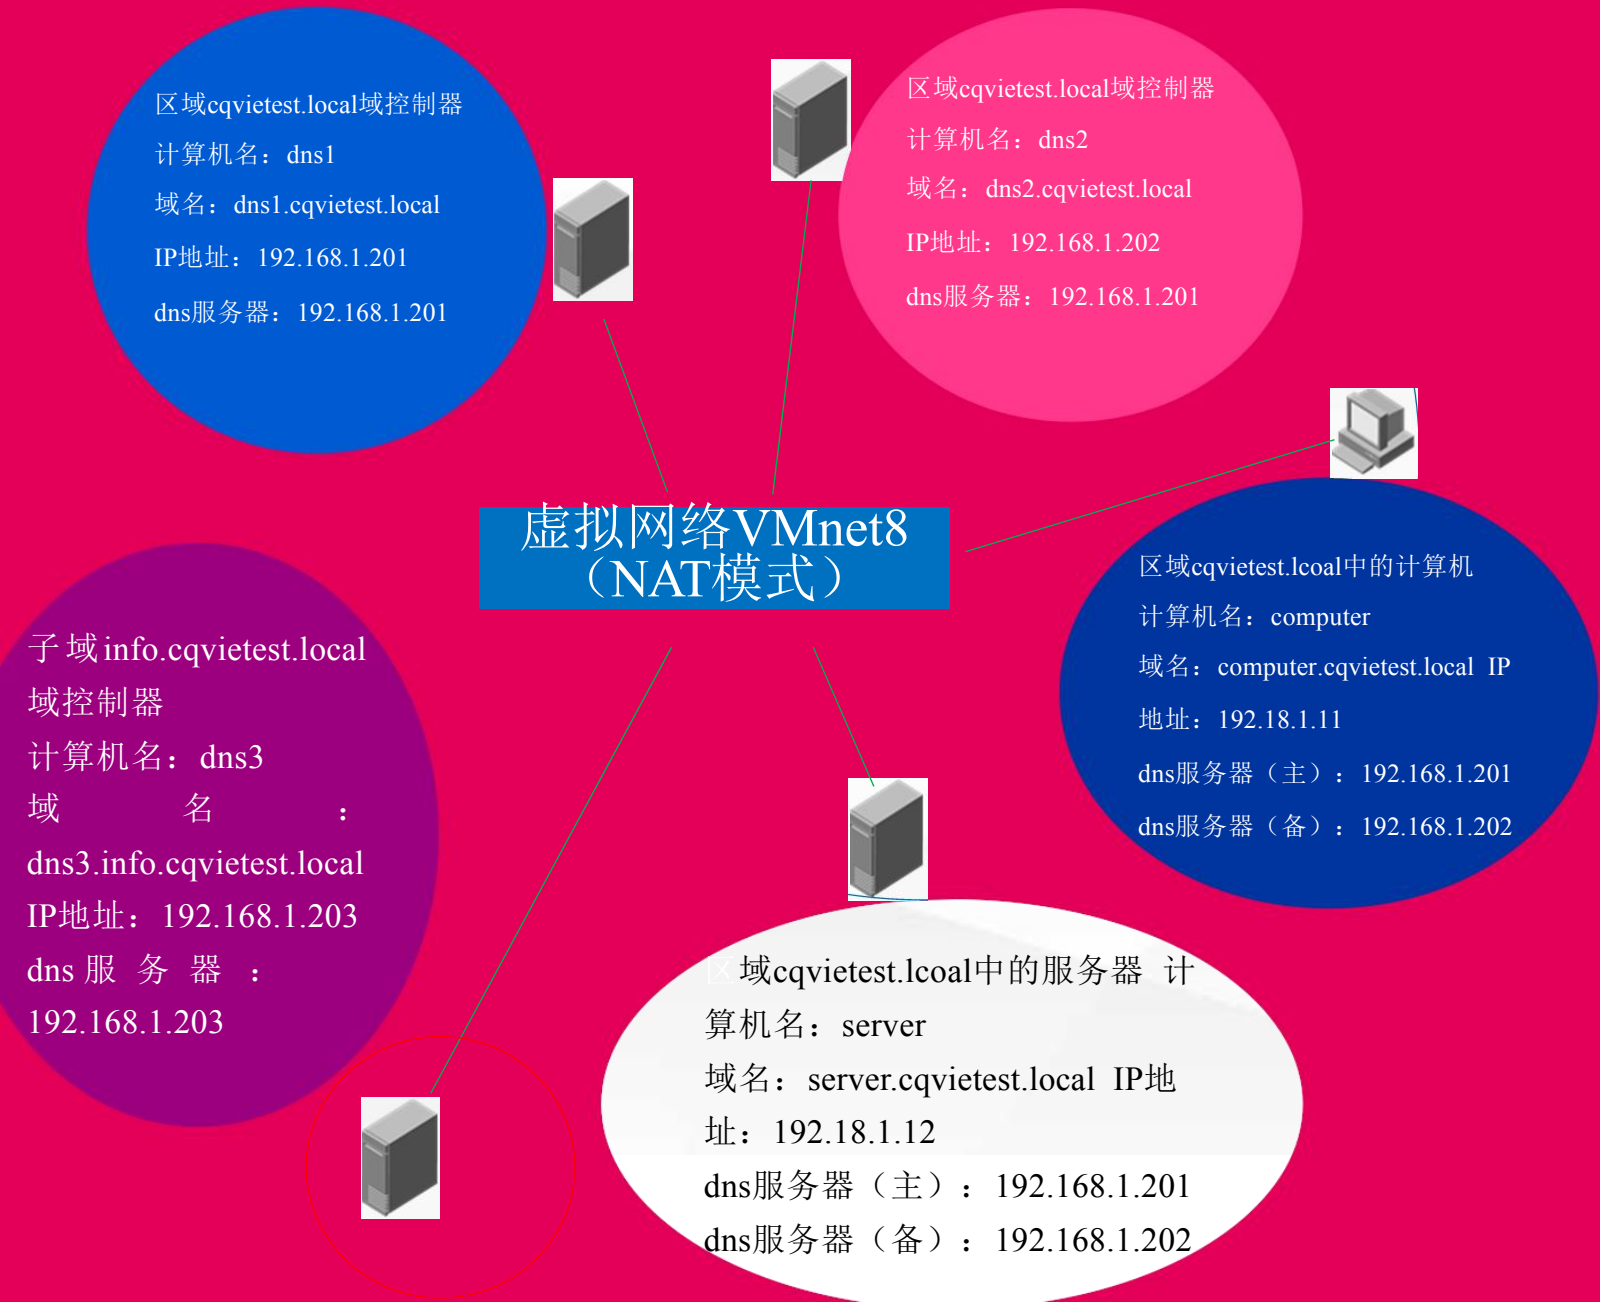 区域cqvietest.local域控制器
计算机名：dns1
域名：dns1.cqvietest.local
IP地址：192.168.1.201
dns服务器：192.168.1.201
区域cqvietest.local域控制器
计算机名：dns2
域名：dns2.cqvietest.local
IP地址：192.168.1.202
dns服务器：192.168.1.201
虚拟网络VMnet8
（NAT模式）
区域cqvietest.lcoal中的计算机
计算机名：computer
域名：computer.cqvietest.local IP
地址：192.18.1.11
dns服务器（主）：192.168.1.201
dns服务器（备）：192.168.1.202
子域info.cqvietest.local
域控制器
计算机名：dns3
域名：
dns3.info.cqvietest.local
IP地址：192.168.1.203
dns服务器：
192.168.1.203
区域cqvietest.lcoal中的服务器 计
算机名：server
域名：server.cqvietest.local IP地
址：192.18.1.12
dns服务器（主）：192.168.1.201
dns服务器（备）：192.168.1.202